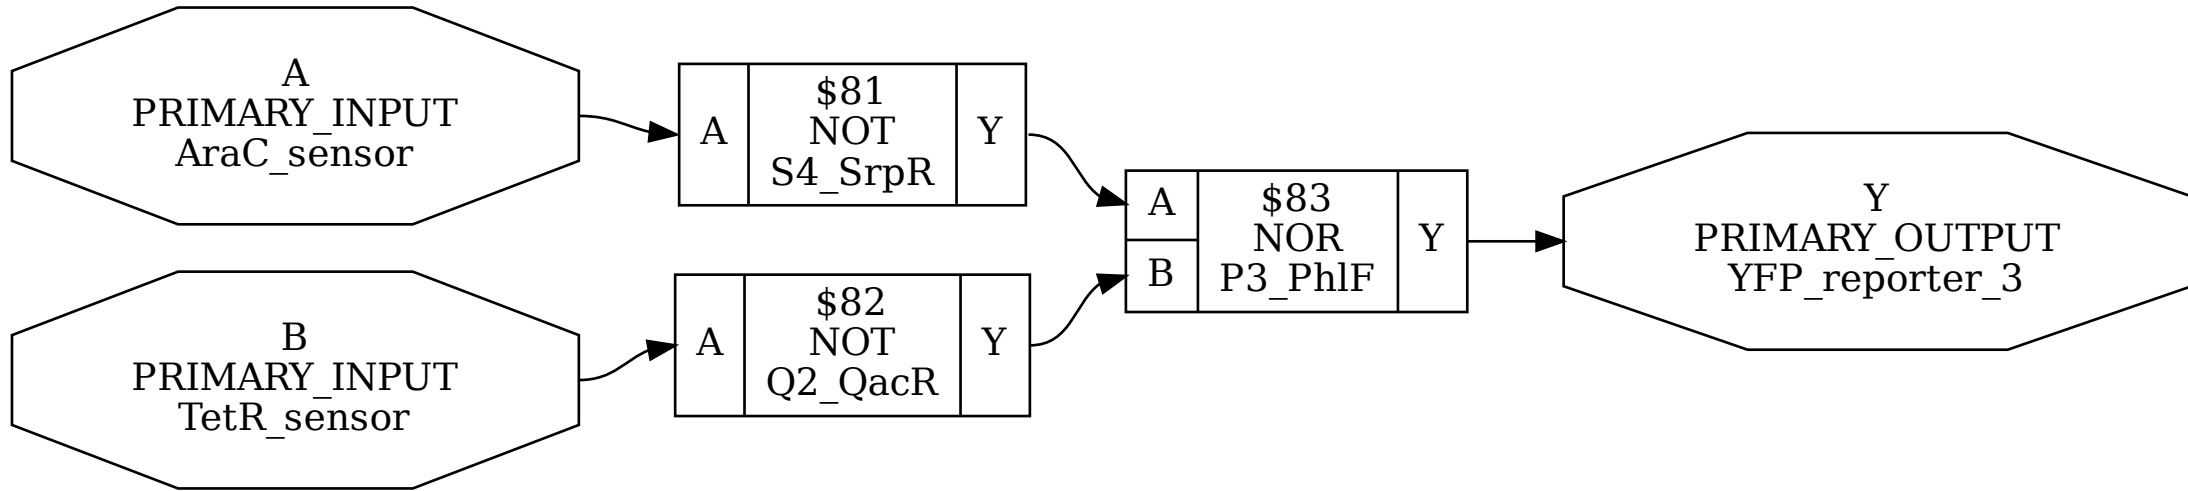 A
PRIMARY_INPUT
AraC_sensor
A
$81
NOT
S4_SrpR
Y
B
PRIMARY_INPUT
TetR_sensor
A
$82
NOT
Q2_QacR
Y
A
B
$83
NOR
P3_PhlF
Y
Y
PRIMARY_OUTPUT
YFP_reporter_3